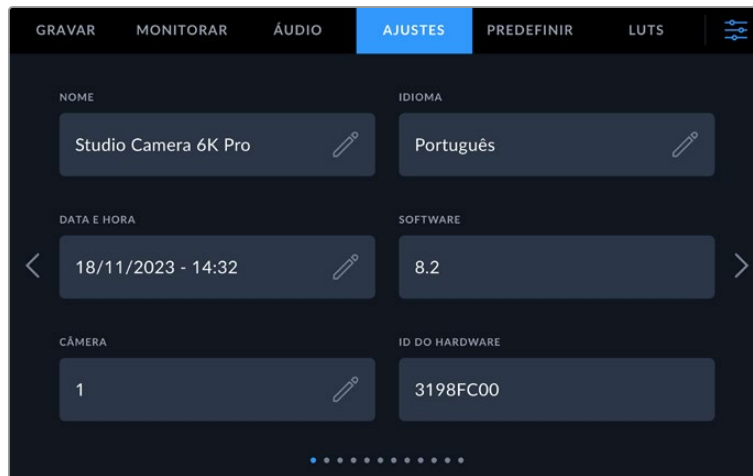 GRAVAR MONITORAR ÁUDIO AJUSTES PREDEFINIR LUTS
NOME IDIOMA
Studio Camera 6K Pro Português
DATA E HORA SOFTWARE
18/11/2023 - 14:32 8.2
CÂMERA ID DO HARDWARE
1 3198FC00